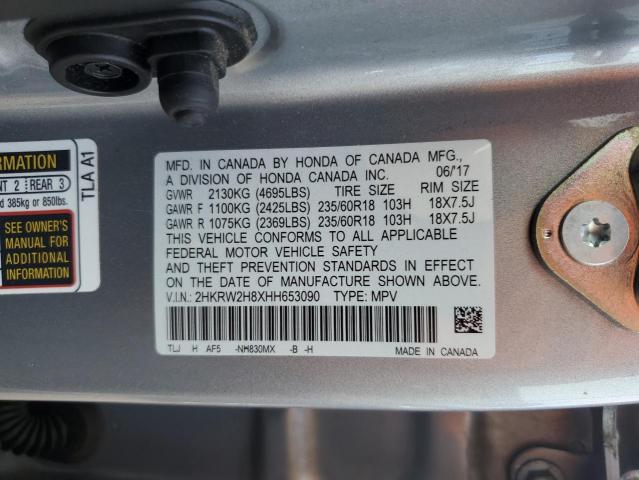 RMATION
NT 2 REAR 3
d 385kg or 850lbs.
SEE OWNER'S
MANUAL FOR
ADDITIONAL
INFORMATION
TLA A1
MFD. IN CANADA BY HONDA OF CANADA MFG.,
A DIVISION OF HONDA CANADA INC. 06/17
GVWR 2130KG (4695LBS) TIRE SIZE RIM SIZE
GAWR F 1100KG (2425LBS) 235/60R18 103H 18X7.5J
GAWR R 1075KG (2369LBS) 235/60R18 103H 18X7.5J
THIS VEHICLE CONFORMS TO ALL APPLICABLE
FEDERAL MOTOR VEHICLE SAFETY
AND THEFT PREVENTION STANDARDS IN EFFECT
ON THE DATE OF MANUFACTURE SHOWN ABOVE.
V.I.N.: 2HKRW2H8XHH653090 TYPE: MPV
TLJ H AF5 -NH830MX -B -H MADE IN CANADA